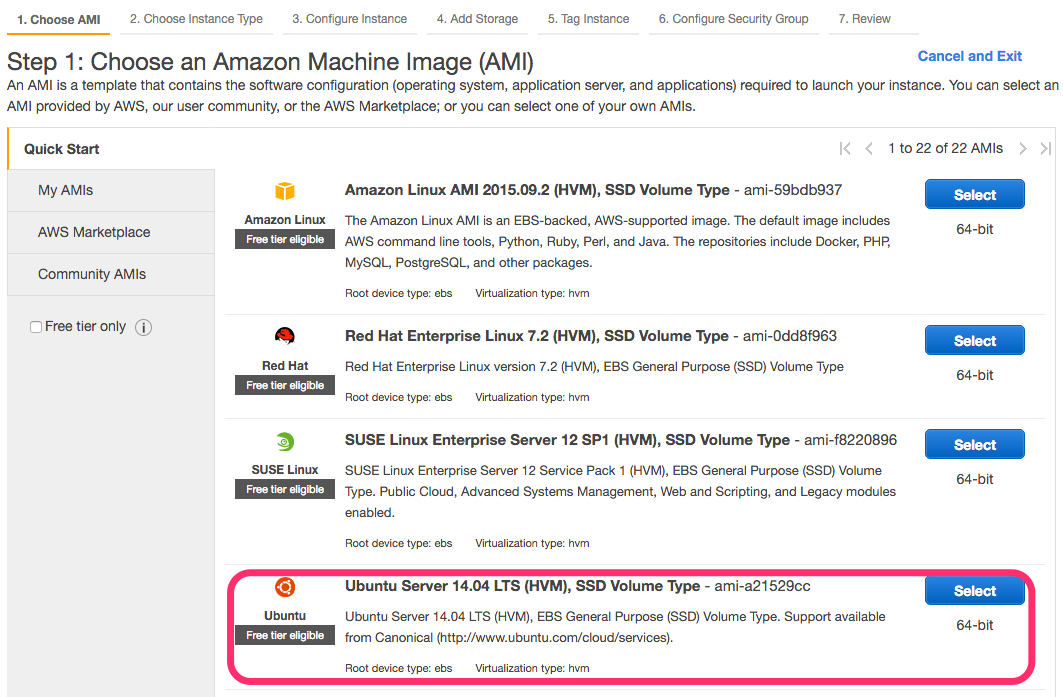 1. Choose AMI 2. Choose Instance Type 3. Configure Instance 4. Add Storage 5. Tag Instance 6. Configure Security Group 7. Review
Step 1: Choose an Amazon Machine Image (AMI)
Cancel and Exit
An AMI is a template that contains the software configuration (operating system, application server, and applications) required to launch your instance. You can select an
AMI provided by AWS, our user community, or the AWS Marketplace; or you can select one of your own AMIs.
Quick Start
1 to 22 of 22 AMIs
My AMIs
AWS Marketplace
Community AMIs
Free tier only i
Amazon Linux
Free tier eligible
Amazon Linux AMI 2015.09.2 (HVM), SSD Volume Type - ami-59bdb937
The Amazon Linux AMI is an EBS-backed, AWS-supported image. The default image includes
AWS command line tools, Python, Ruby, Perl, and Java. The repositories include Docker, PHP,
MySQL, PostgreSQL, and other packages.
Root device type: ebs Virtualization type: hvm
Select
64-bit
Red Hat
Free tier eligible
Red Hat Enterprise Linux 7.2 (HVM), SSD Volume Type - ami-0dd8f963
Red Hat Enterprise Linux version 7.2 (HVM), EBS General Purpose (SSD) Volume Type
Root device type: ebs Virtualization type: hvm
Select
64-bit
SUSE Linux
Free tier eligible
SUSE Linux Enterprise Server 12 SP1 (HVM), SSD Volume Type - ami-f8220896
SUSE Linux Enterprise Server 12 Service Pack 1 (HVM), EBS General Purpose (SSD) Volume
Type. Public Cloud, Advanced Systems Management, Web and Scripting, and Legacy modules
enabled.
Root device type: ebs Virtualization type: hvm
Select
64-bit
Ubuntu
Free tier eligible
Ubuntu Server 14.04 LTS (HVM), SSD Volume Type - ami-a21529cc
Ubuntu Server 14.04 LTS (HVM), EBS General Purpose (SSD) Volume Type. Support available
from Canonical (http://www.ubuntu.com/cloud/services).
Root device type: ebs Virtualization type: hvm
Select
64-bit